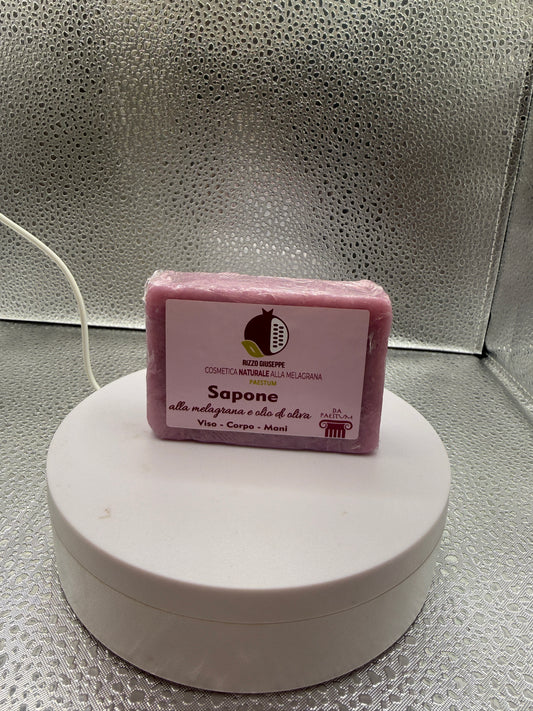 RIZZO GIUSEPPE
COSMETICA NATURALE ALLA MELAGRANA
PAESTUM
Sapone
alla melagrana e olio di oliva
Viso - Corpo - Mani
DA
PAESTUM